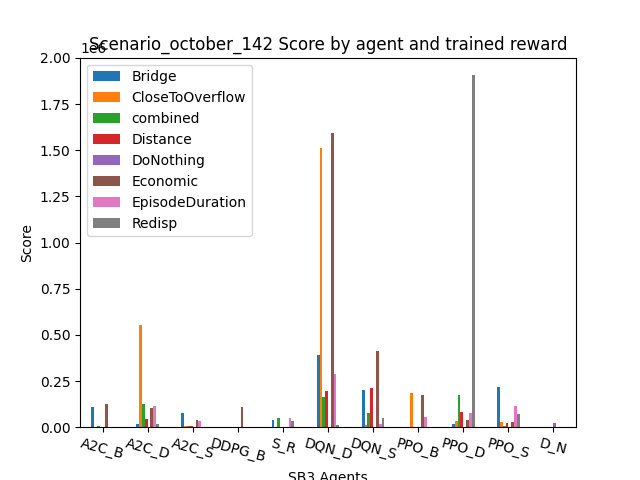 Scenario_october_142 Score by agent and trained reward
1e6
2.00
1.75
1.50
1.25
1.00
0.75
0.50
0.25
0.00
Score
Bridge
CloseToOverflow
combined
Distance
DoNothing
Economic
EpisodeDuration
Redisp
A2C_B
A2C_D
A2C_S
DDPG_B
S_R
DQN_D
DQN_S
PPO_B
PPO_D
PPO_S
D_N
SB3 Agents